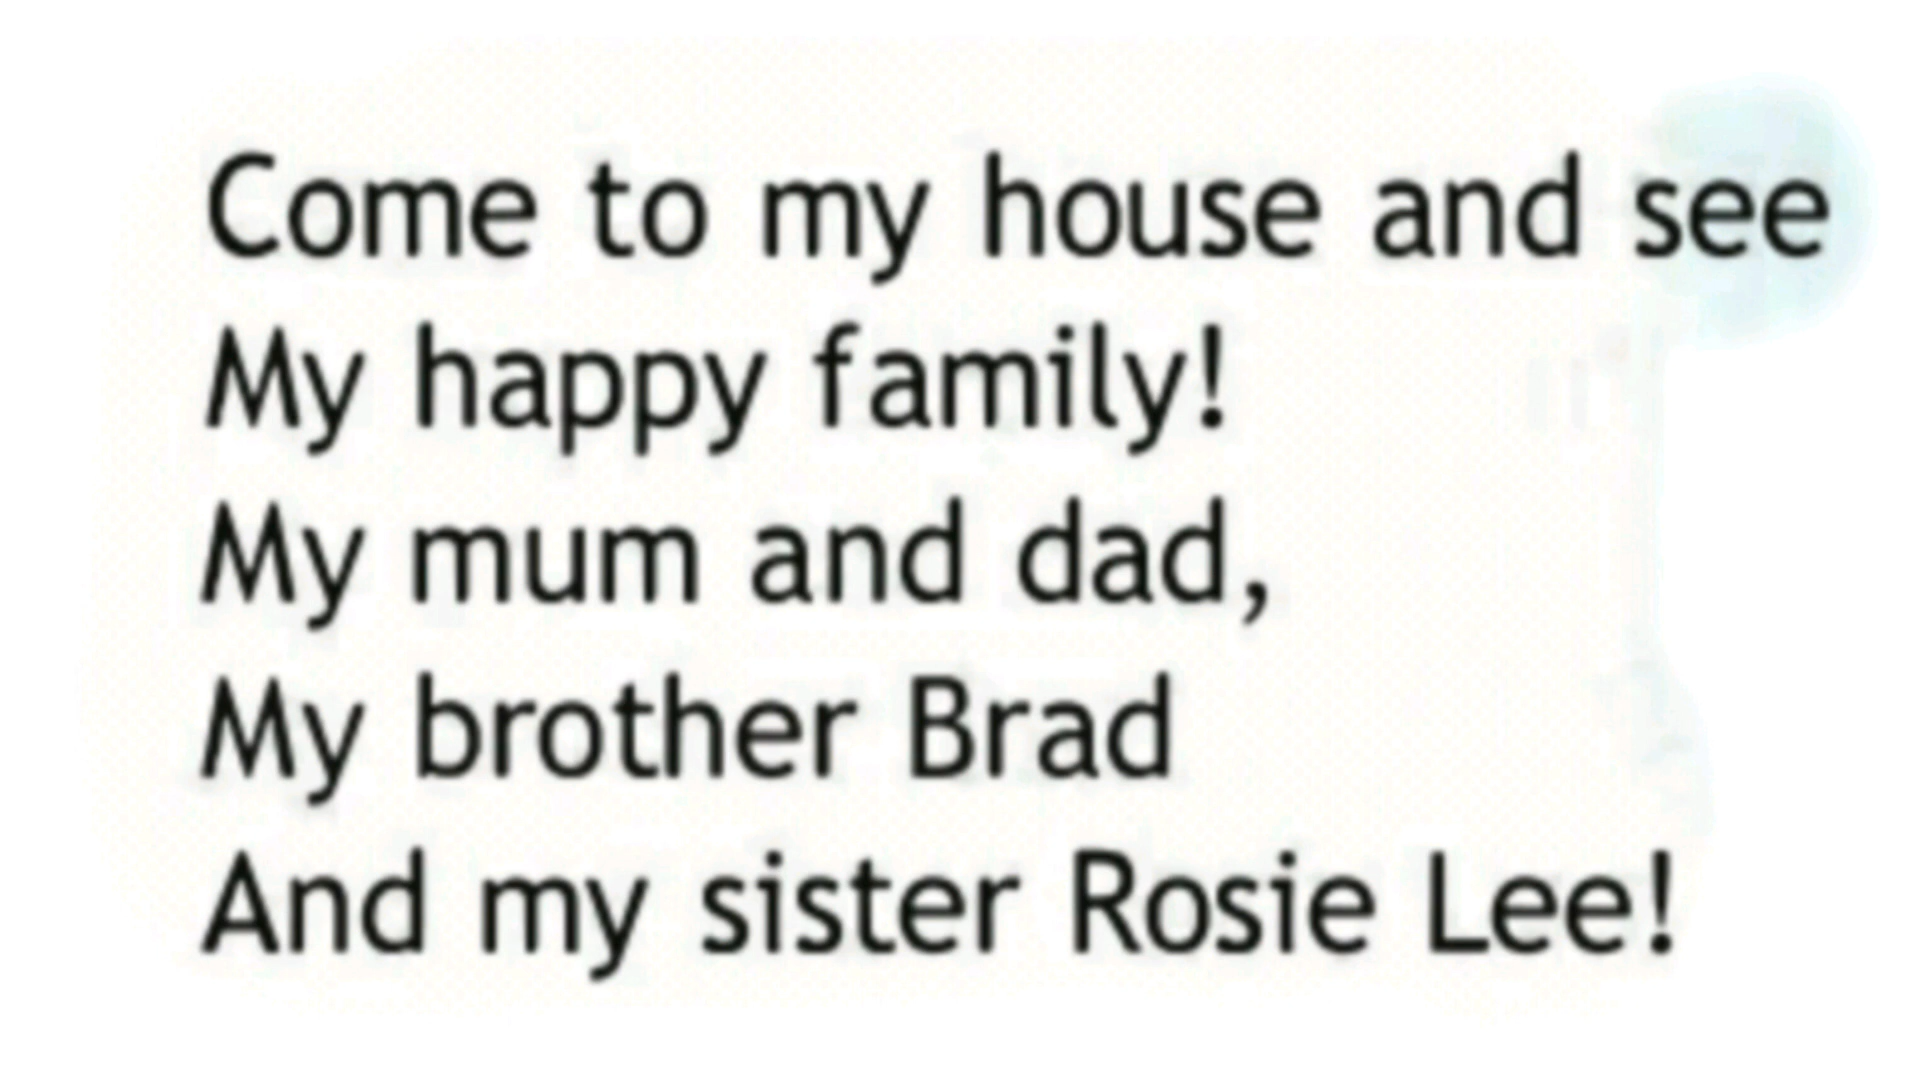 Come to my house and see
My happy family!
My mum and dad,
My brother Brad
And my sister Rosie Lee!